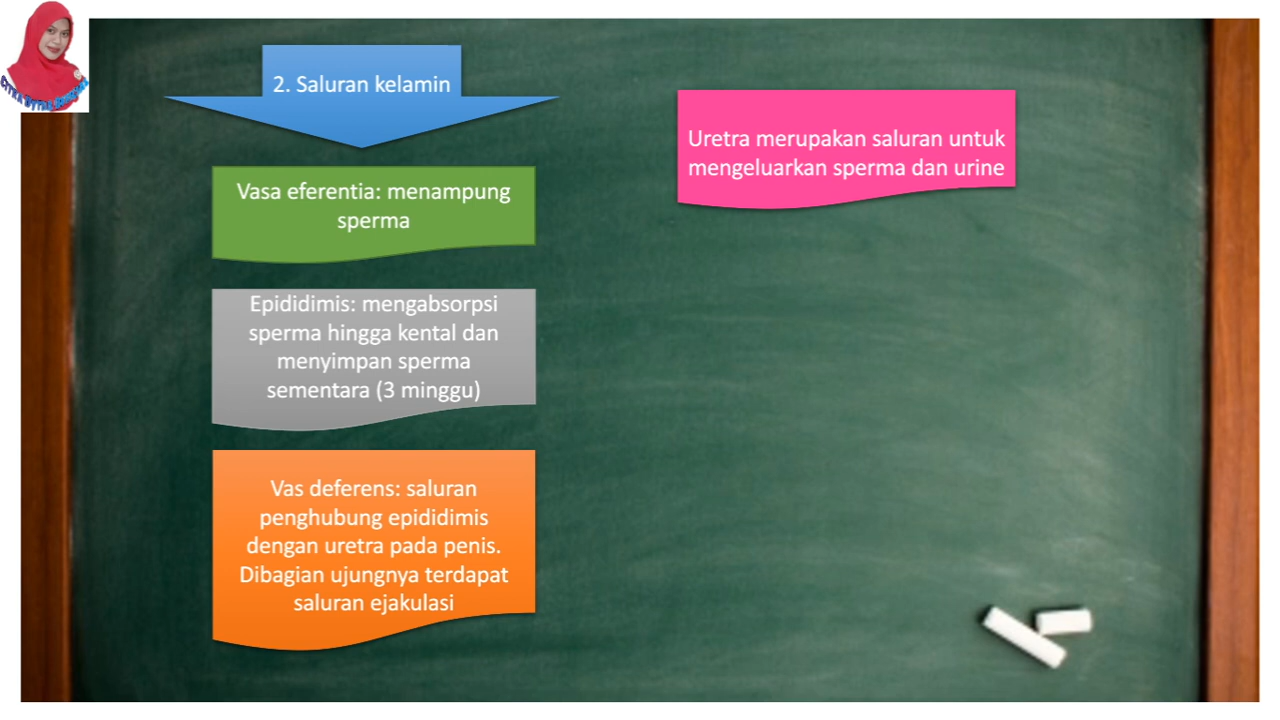 2. Saluran kelamin
Vasa eferentia: menampung
sperma
Epididimis: mengabsorpsi
sperma hingga kental dan
menyimpan sperma
sementara (3 minggu)
Vas deferens: saluran
penghubung epididimis
dengan uretra pada penis.
Dibagian ujungnya terdapat
saluran ejakulasi
Uretra merupakan saluran untuk
mengeluarkan sperma dan urine